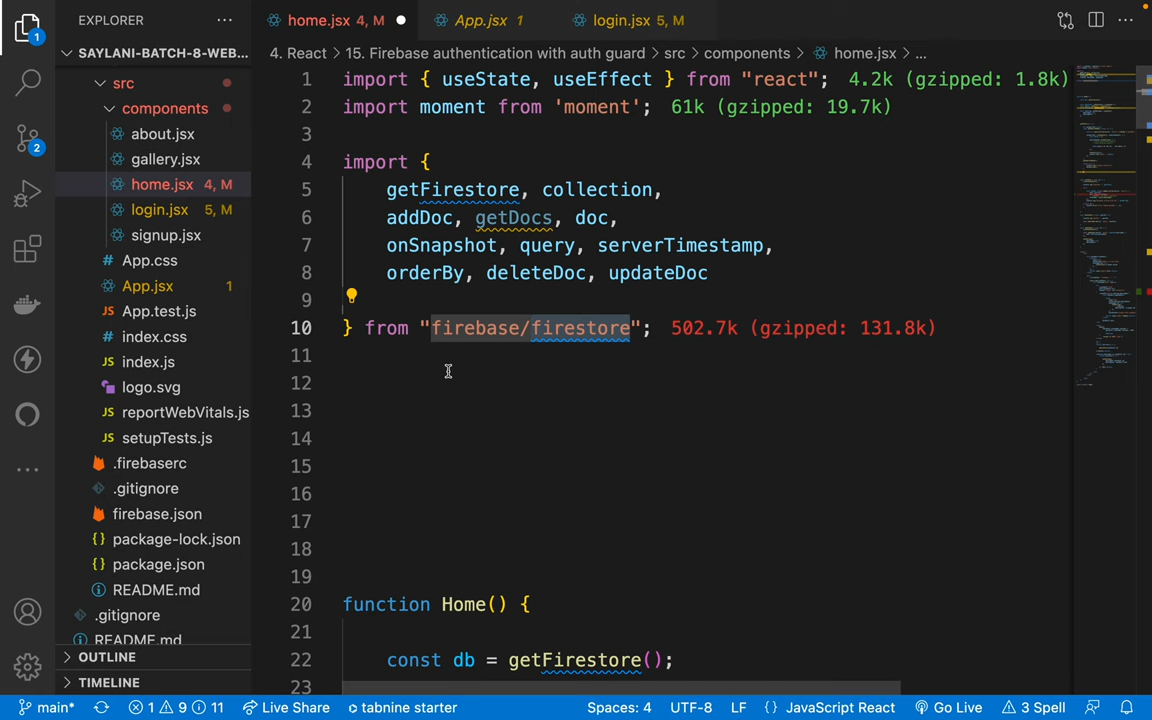 EXPLORER
home.jsx 4, M
App.jsx 1
login.jsx 5, M
SAYLANI-BATCH-8-WEB...
4. React > 15. Firebase authentication with auth guard > src > components > home.jsx > ...
src
components
about.jsx
gallery.jsx
home.jsx 4, M
login.jsx 5, M
signup.jsx
App.css
App.jsx 1
App.test.js
index.css
index.js
logo.svg
reportWebVitals.js
setupTests.js
.firebaserc
.gitignore
firebase.json
package-lock.json
package.json
README.md
.gitignore
README.md
OUTLINE
TIMELINE
1
2
1 import { useState, useEffect } from "react"; 4.2k (gzipped: 1.8k)
2 import moment from 'moment'; 61k (gzipped: 19.7k)
3
4 import {
5 getFirestore, collection,
6 addDoc, getDocs, doc,
7 onSnapshot, query, serverTimestamp,
8 orderBy, deleteDoc, updateDoc
9
10 } from "firebase/firestore"; 502.7k (gzipped: 131.8k)
11
12
13
14
15
16
17
18
19
20 function Home() {
21
22 const db = getFirestore();
23
main* 1 9 11 Live Share tabnine starter Spaces: 4 UTF-8 LF {} JavaScript React Go Live 3 Spell